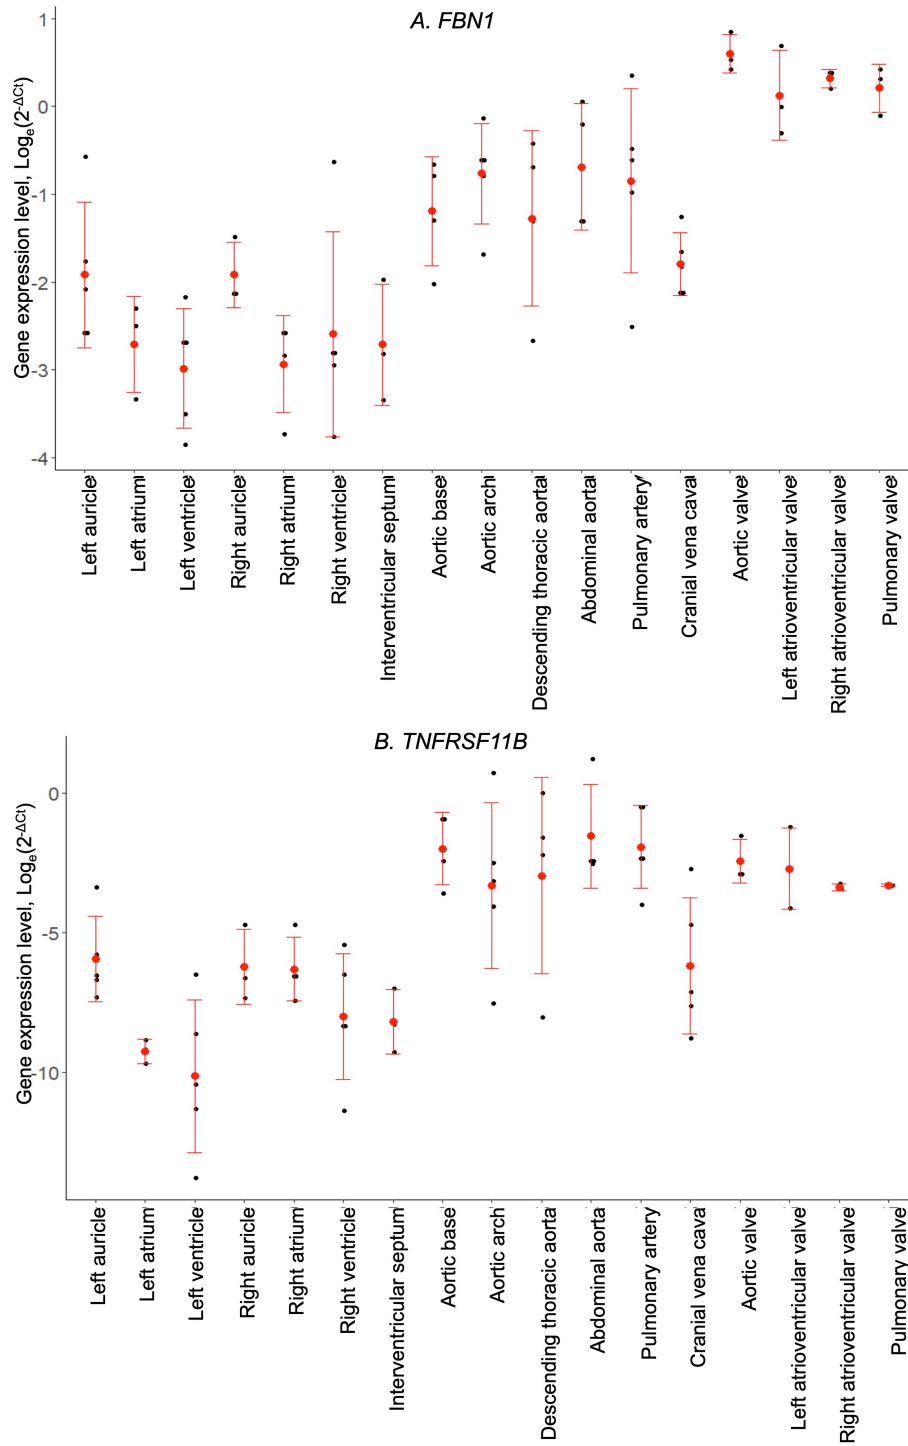 A. FBN1
Gene expression level, Logₑ(2⁻ΔCt)
1
0
-1
-2
-3
-4
Left auricle
Left atrium
Left ventricle
Right auricle
Right atrium
Right ventricle
Interventricular septum
Aortic base
Aortic arch
Descending thoracic aorta
Abdominal aorta
Pulmonary artery
Cranial vena cava
Aortic valve
Left atrioventricular valve
Right atrioventricular valve
Pulmonary valve
B. TNFRSF11B
Gene expression level, Logₑ(2⁻ΔCt)
0
-5
-10
Left auricle
Left atrium
Left ventricle
Right auricle
Right atrium
Right ventricle
Interventricular septum
Aortic base
Aortic arch
Descending thoracic aorta
Abdominal aorta
Pulmonary artery
Cranial vena cava
Aortic valve
Left atrioventricular valve
Right atrioventricular valve
Pulmonary valve